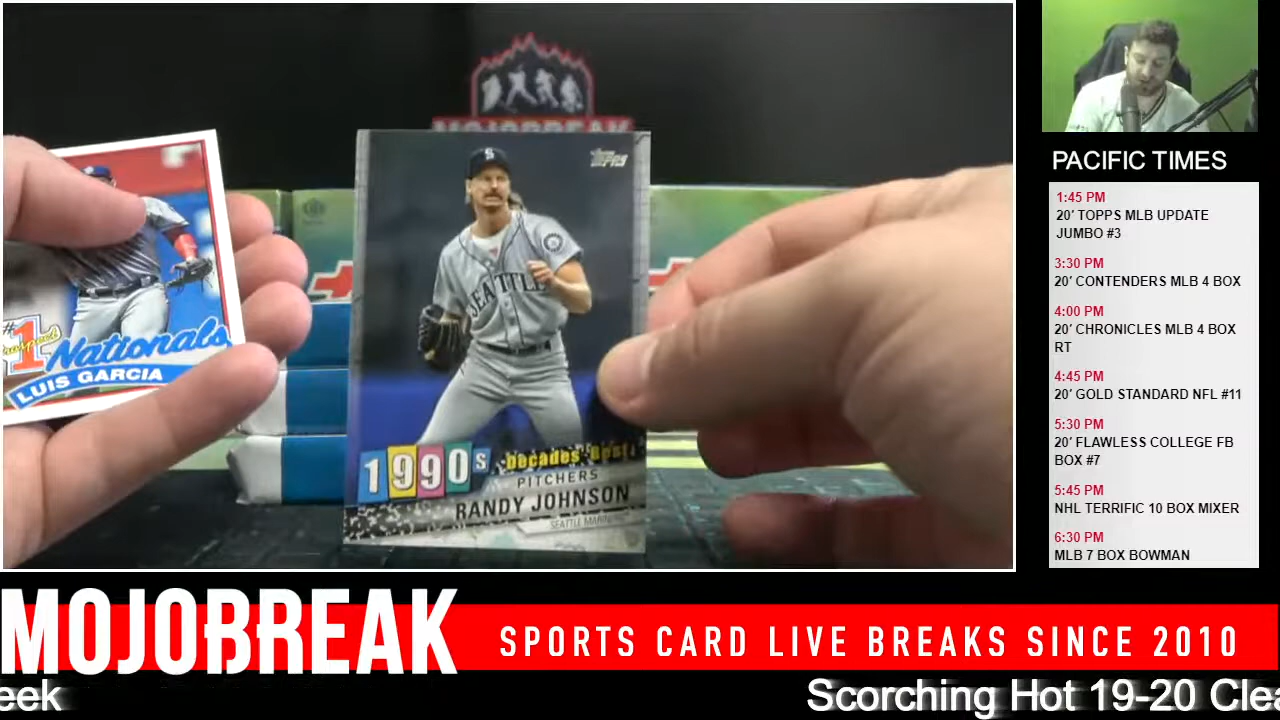 MOJOBREAK
S
Topps
SEATTLE
#1
Prospect
Nationals
LUIS GARCIA
1990s Decades' Best
PITCHERS
RANDY JOHNSON
SEATTLE MARINERS
PACIFIC TIMES
1:45 PM
20' TOPPS MLB UPDATE
JUMBO #3
3:30 PM
20' CONTENDERS MLB 4 BOX
4:00 PM
20' CHRONICLES MLB 4 BOX
RT
4:45 PM
20' GOLD STANDARD NFL #11
5:30 PM
20' FLAWLESS COLLEGE FB
BOX #7
5:45 PM
NHL TERRIFIC 10 BOX MIXER
6:30 PM
MLB 7 BOX BOWMAN
MOJOBREAK SPORTS CARD LIVE BREAKS SINCE 2010
eek Scorching Hot 19-20 Clea